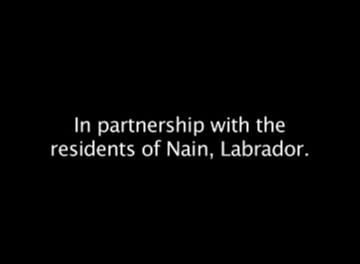 In partnership with the
residents of Nain, Labrador.